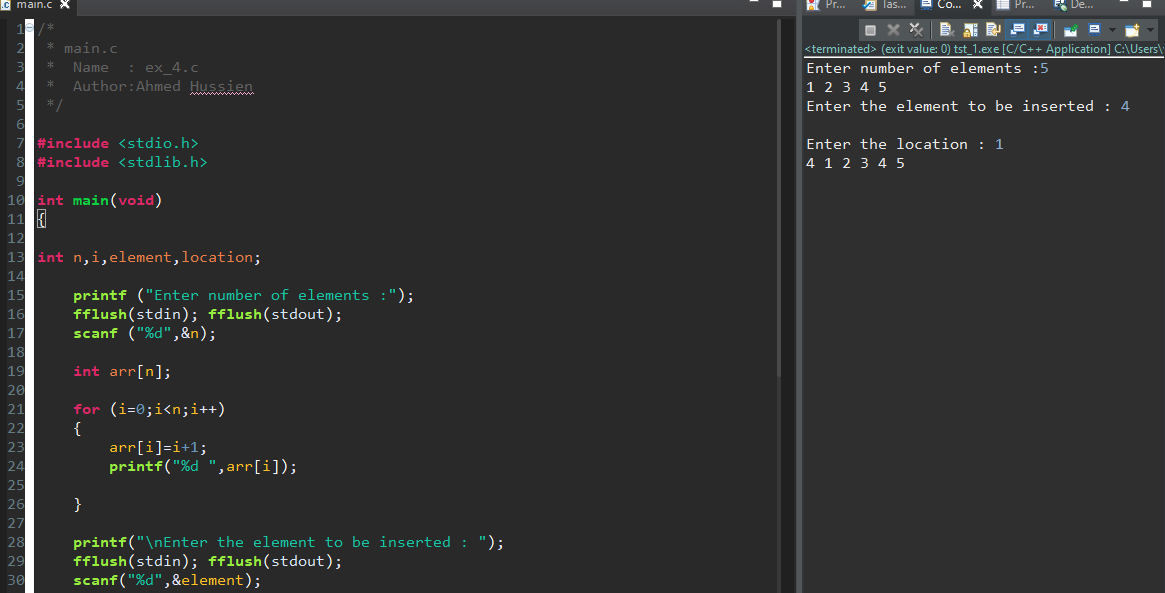 main.c
1 /*
2  * main.c
3  *  Name  : ex_4.c
4  *  Author:Ahmed Hussien
5  */
6
7 #include <stdio.h>
8 #include <stdlib.h>
9
10 int main(void)
11 {
12
13 int n,i,element,location;
14
15     printf ("Enter number of elements :");
16     fflush(stdin); fflush(stdout);
17     scanf ("%d",&n);
18
19     int arr[n];
20
21     for (i=0;i<n;i++)
22     {
23         arr[i]=i+1;
24         printf("%d ",arr[i]);
25
26     }
27
28     printf("\nEnter the element to be inserted : ");
29     fflush(stdin); fflush(stdout);
30     scanf("%d",&element);
Pr... Tas... Co... Pr... De...
<terminated> (exit value: 0) tst_1.exe [C/C++ Application] C:\Users\
Enter number of elements :5
1 2 3 4 5
Enter the element to be inserted : 4
Enter the location : 1
4 1 2 3 4 5